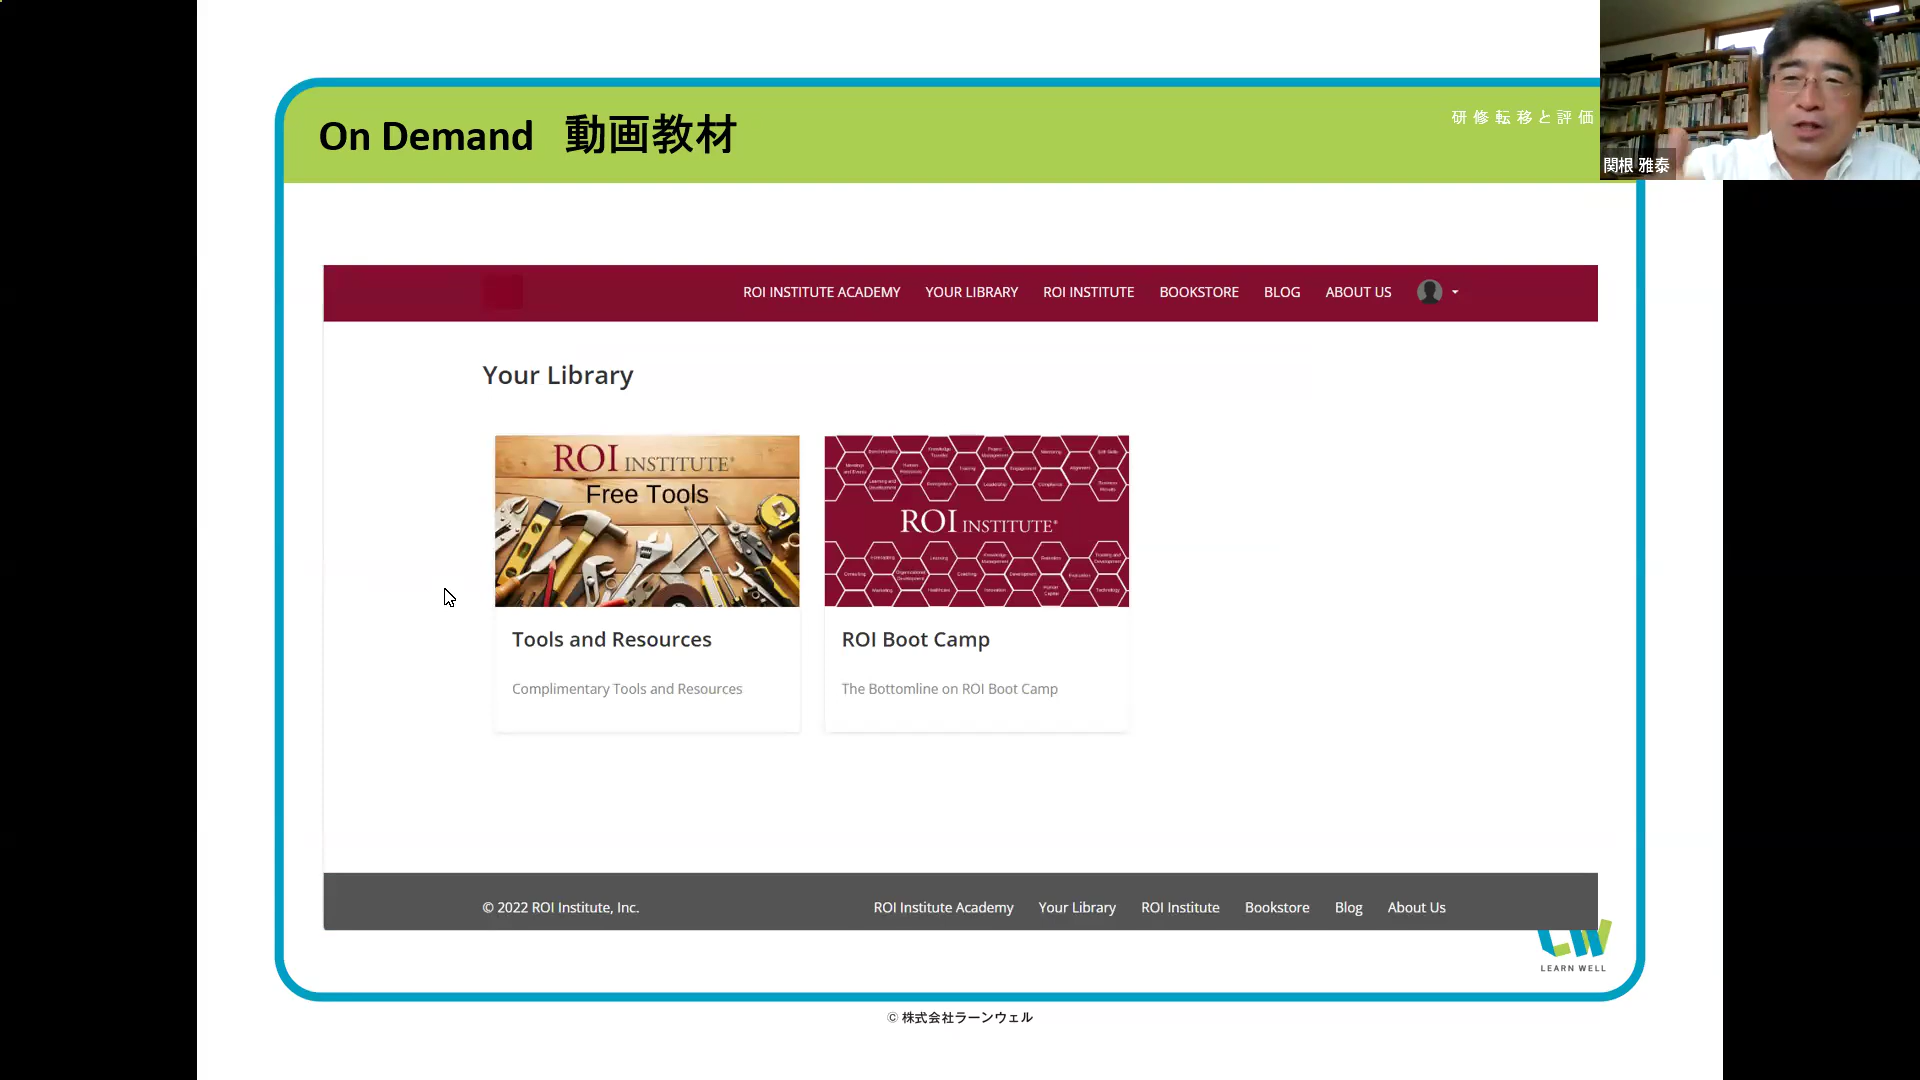 On Demand 動画教材
研修転移と評価
関根 雅泰
ROI INSTITUTE ACADEMY YOUR LIBRARY ROI INSTITUTE BOOKSTORE BLOG ABOUT US
Your Library
ROI INSTITUTE®
Free Tools
ROI INSTITUTE®
Tools and Resources
Complimentary Tools and Resources
ROI Boot Camp
The Bottomline on ROI Boot Camp
© 2022 ROI Institute, Inc.
ROI Institute Academy Your Library ROI Institute Bookstore Blog About Us
LEARN WELL
© 株式会社ラーンウェル